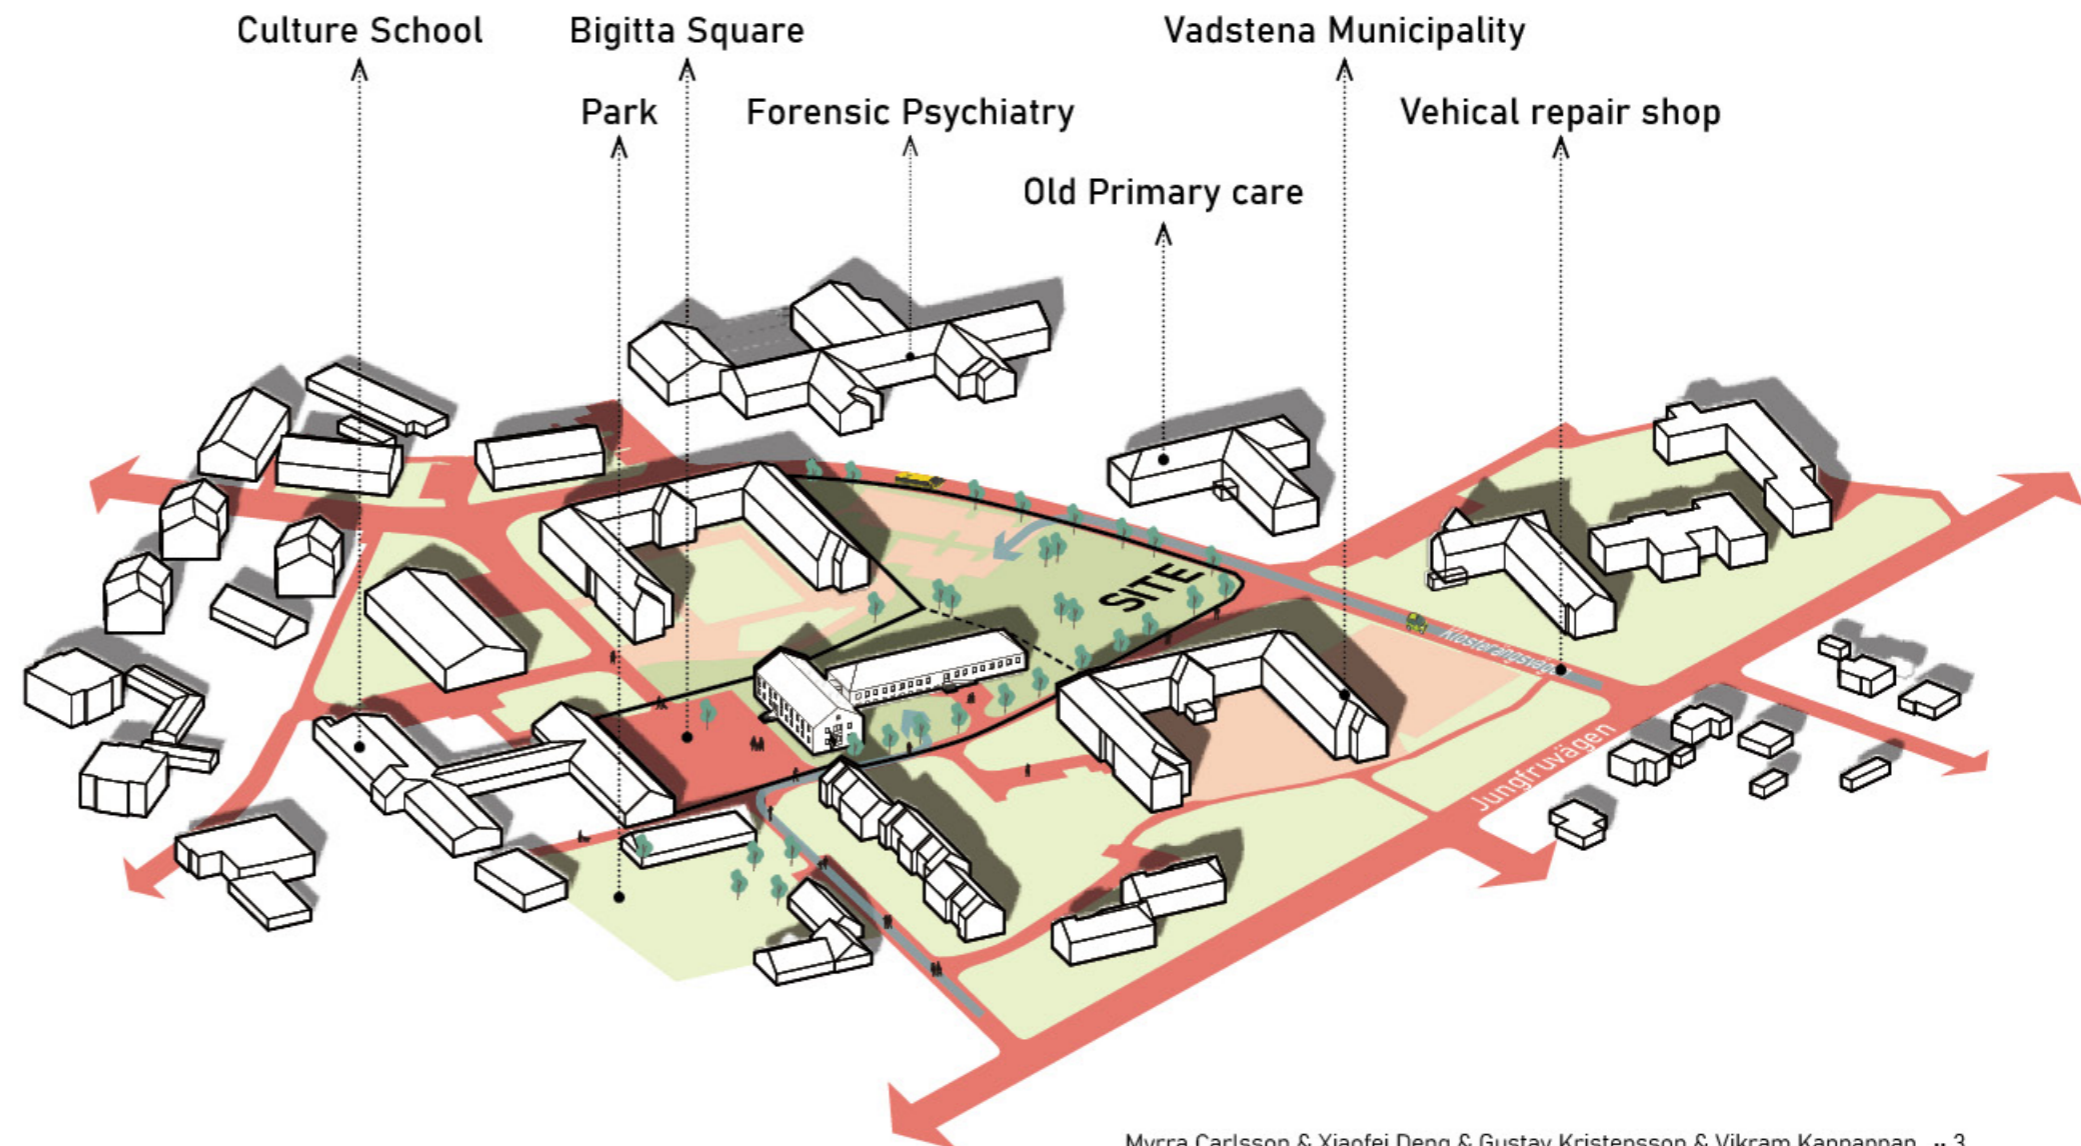 Culture School
Bigitta Square
Vadstena Municipality
Park
Forensic Psychiatry
Vehical repair shop
Old Primary care
SITE
Klosterängsvägen
Jungfruvägen
Myrra Carlsson & Xiaofei Deng & Gustav Kristensson & Vikram Kannappan .. 3